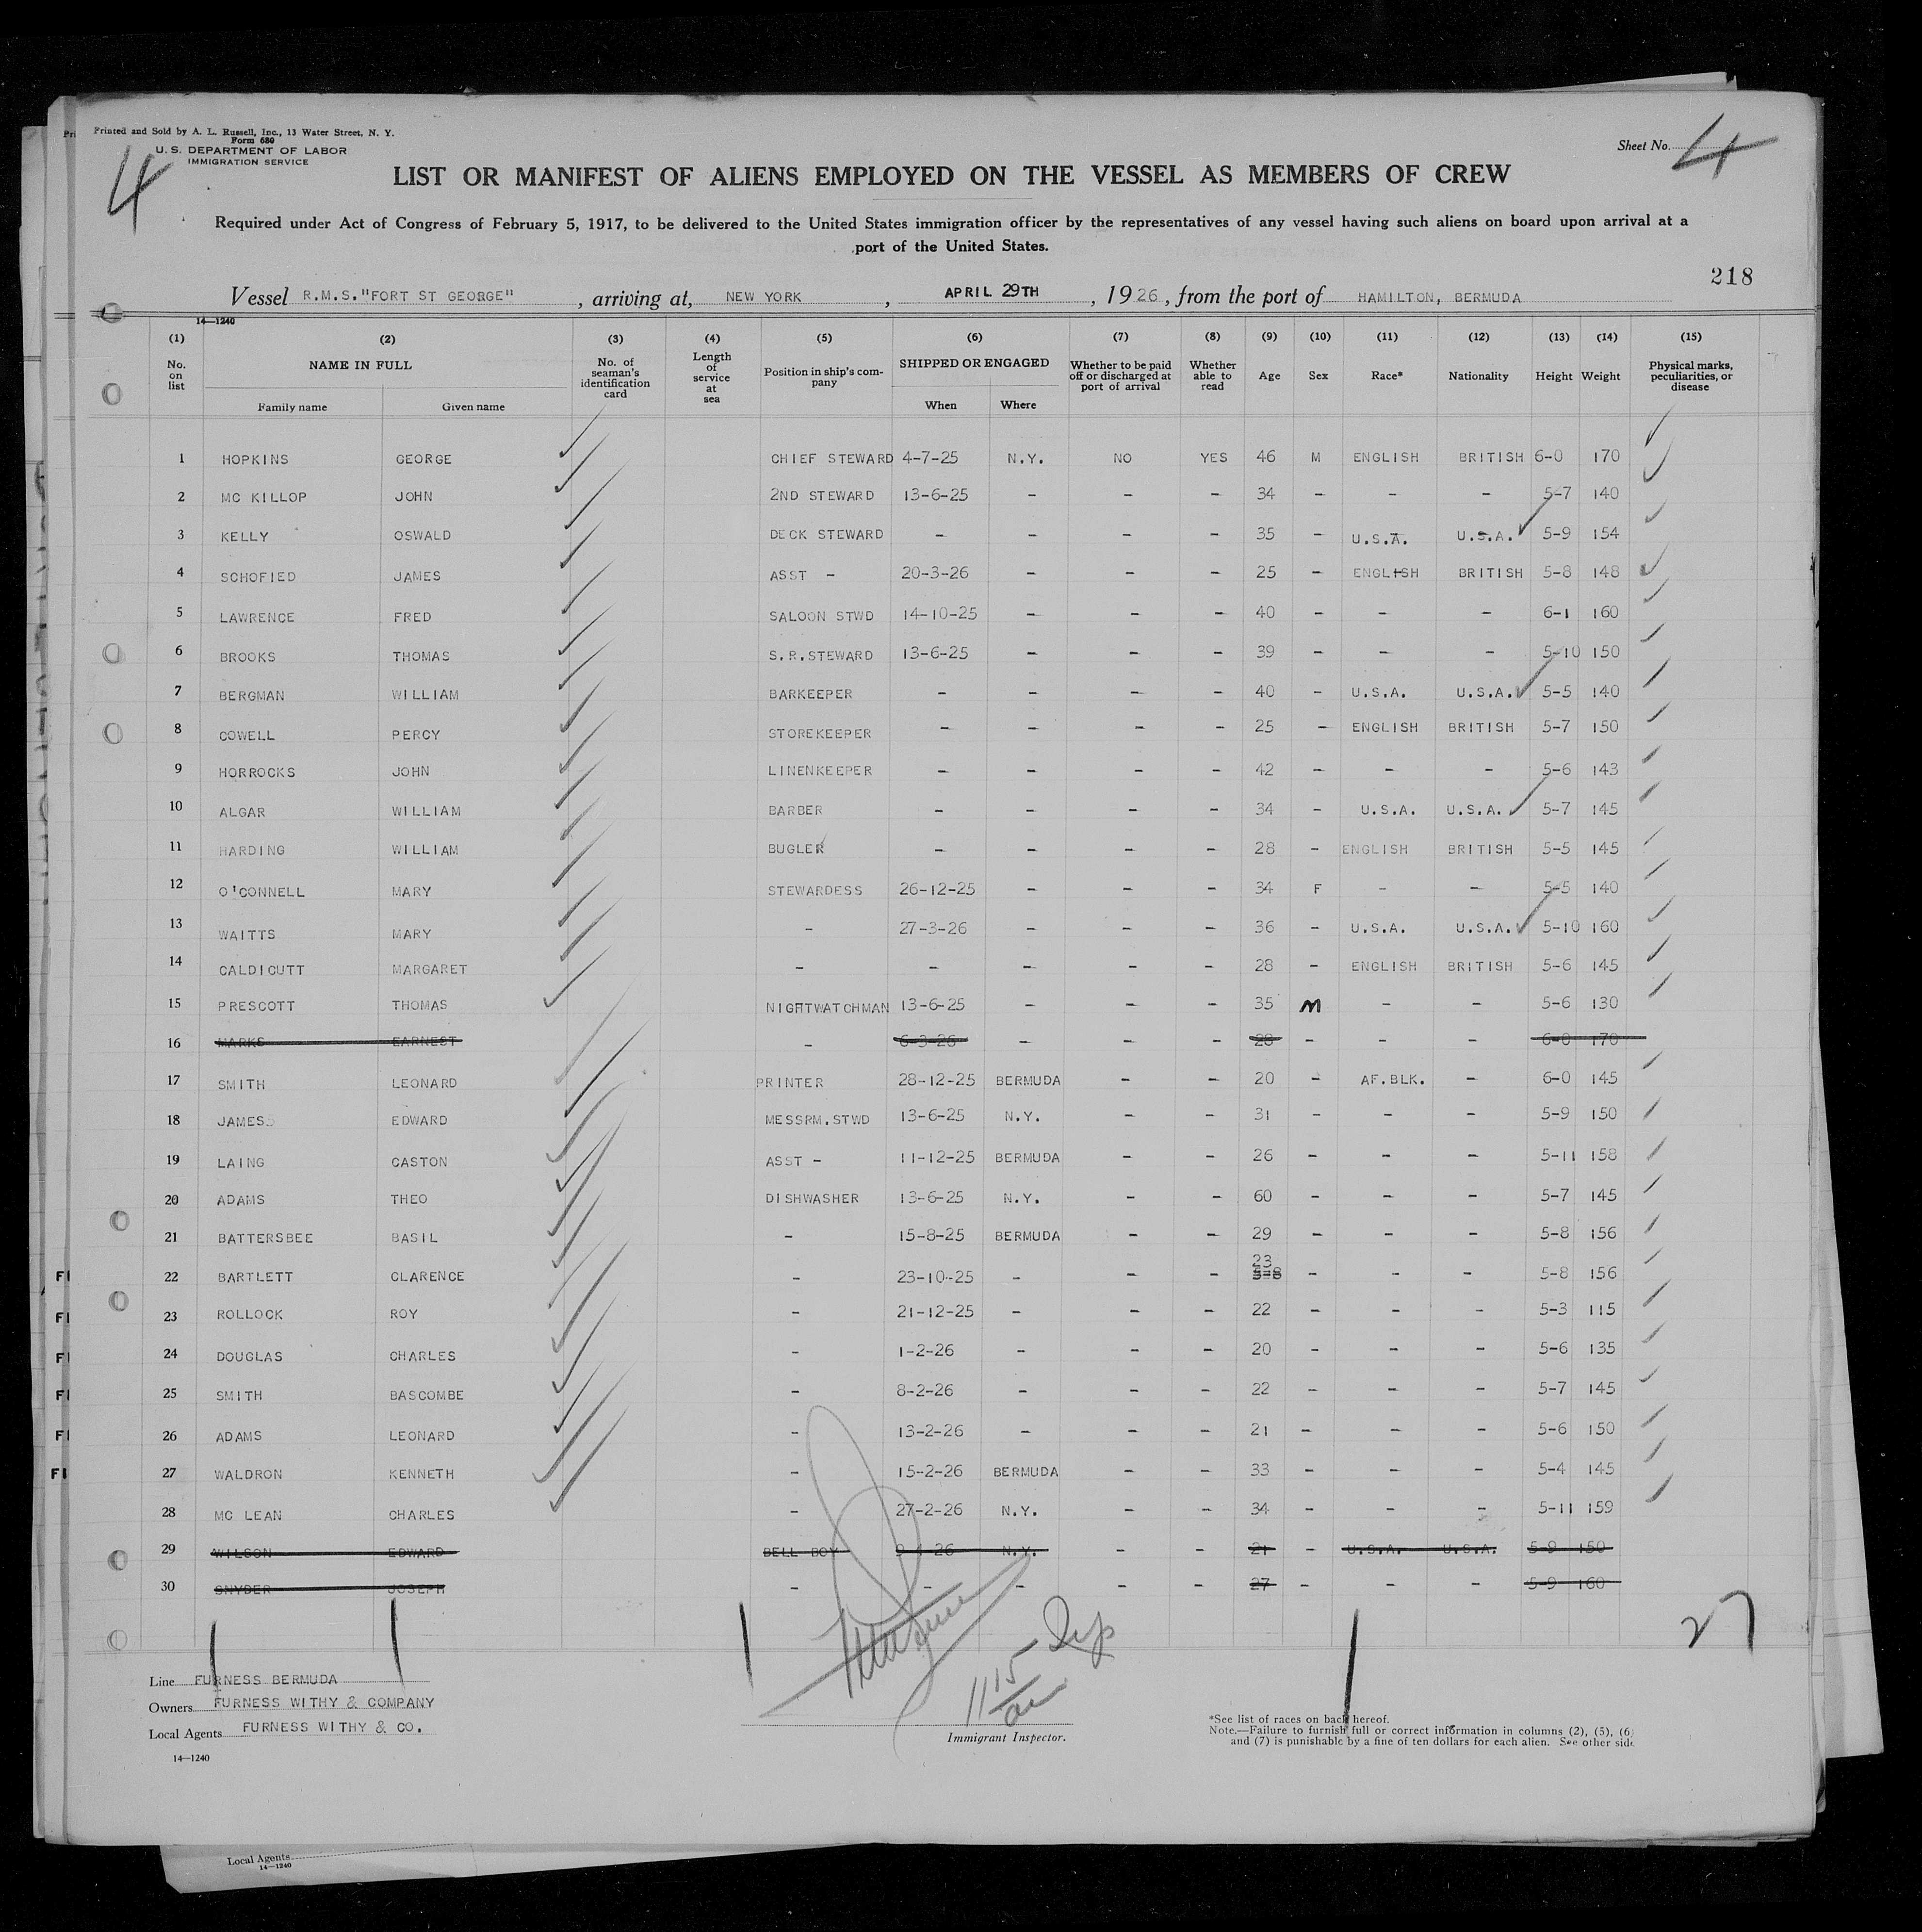 Printed and Sold by A. L. Russell, Inc., 13 Water Street, N. Y.
Form 680
U. S. DEPARTMENT OF LABOR
IMMIGRATION SERVICE
4
Sheet No. 4
LIST OR MANIFEST OF ALIENS EMPLOYED ON THE VESSEL AS MEMBERS OF CREW
Required under Act of Congress of February 5, 1917, to be delivered to the United States immigration officer by the representatives of any vessel having such aliens on board upon arrival at a
port of the United States.
218
Vessel R.M.S."FORT ST GEORGE" , arriving at, NEW YORK , APRIL 29TH , 1926 , from the port of HAMILTON, BERMUDA
14—1240
(1) (2) (3) (4) (5) (6) (7) (8) (9) (10) (11) (12) (13) (14) (15)
No. on list NAME IN FULL Family name Given name No. of seaman's identification card Length of service at sea Position in ship's company SHIPPED OR ENGAGED When Where Whether to be paid off or discharged at port of arrival Whether able to read Age Sex Race* Nationality Height Weight Physical marks, peculiarities, or disease
1 HOPKINS GEORGE CHIEF STEWARD 4-7-25 N.Y. NO YES 46 M ENGLISH BRITISH 6-0 170
2 MC KILLOP JOHN 2ND STEWARD 13-6-25 - - - 34 - - - 5-7 140
3 KELLY OSWALD DECK STEWARD - - - - 35 - U.S.A. U.S.A. 5-9 154
4 SCHOFIED JAMES ASST - 20-3-26 - - - 25 - ENGLISH BRITISH 5-8 148
5 LAWRENCE FRED SALOON STWD 14-10-25 - - - 40 - - - 6-1 160
6 BROOKS THOMAS S.R.STEWARD 13-6-25 - - - 39 - - - 5-10 150
7 BERGMAN WILLIAM BARKEEPER - - - - 40 - U.S.A. U.S.A. 5-5 140
8 COWELL PERCY STOREKEEPER - - - - 25 - ENGLISH BRITISH 5-7 150
9 HORROCKS JOHN LINENKEEPER - - - - 42 - - - 5-6 143
10 ALGAR WILLIAM BARBER - - - - 34 - U.S.A. U.S.A. 5-7 145
11 HARDING WILLIAM BUGLER - - - - 28 - ENGLISH BRITISH 5-5 145
12 O'CONNELL MARY STEWARDESS 26-12-25 - - - 34 F - - 5-5 140
13 WAITTS MARY - 27-3-26 - - - 36 - U.S.A. U.S.A. 5-10 160
14 CALDICUTT MARGARET - - - - - 28 - ENGLISH BRITISH 5-6 145
15 PRESCOTT THOMAS NIGHTWATCHMAN 13-6-25 - - - 35 M - - 5-6 130
16 MARKS EARNEST - 6-3-26 - - - 28 - - - 6-0 170
17 SMITH LEONARD PRINTER 28-12-25 BERMUDA - - 20 - AF.BLK. - 6-0 145
18 JAMES EDWARD MESSRM.STWD 13-6-25 N.Y. - - 31 - - - 5-9 150
19 LAING CASTON ASST - 11-12-25 BERMUDA - - 26 - - - 5-11 158
20 ADAMS THEO DISHWASHER 13-6-25 N.Y. - - 60 - - - 5-7 145
21 BATTERSBEE BASIL - 15-8-25 BERMUDA - - 29 - - - 5-8 156
22 BARTLETT CLARENCE - 23-10-25 - - - 23 5-8 - - - 5-8 156
23 ROLLOCK ROY - 21-12-25 - - - 22 - - - 5-3 115
24 DOUGLAS CHARLES - 1-2-26 - - - 20 - - - 5-6 135
25 SMITH BASCOMBE - 8-2-26 - - - 22 - - - 5-7 145
26 ADAMS LEONARD - 13-2-26 - - - 21 - - - 5-6 150
27 WALDRON KENNETH - 15-2-26 BERMUDA - - 33 - - - 5-4 145
28 MC LEAN CHARLES - 27-2-26 N.Y. - - 34 - - - 5-11 159
29 WILSON EDWARD BELL BOY 9-4-26 N.Y. - - 21 - U.S.A. U.S.A. 5-9 150
30 SNYDER JOSEPH - - - - - 27 - - - 5-9 160
27
Line FURNESS BERMUDA
Owners FURNESS WITHY & COMPANY
Local Agents FURNESS WITHY & CO.
14—1240
1115
Immigrant Inspector.
*See list of races on back hereof.
Note.—Failure to furnish full or correct information in columns (2), (5), (6)
and (7) is punishable by a fine of ten dollars for each alien. See other side
Local Agents
14—1240